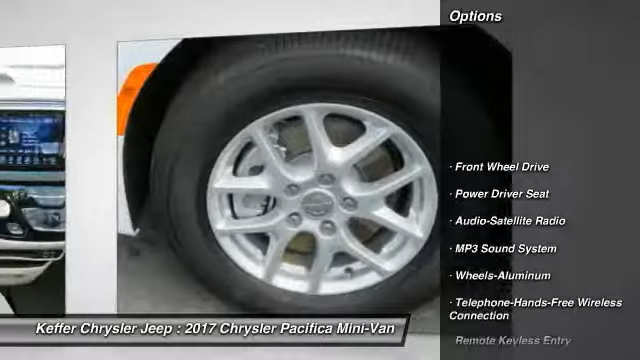 Options
· Front Wheel Drive
· Power Driver Seat
· Audio-Satellite Radio
· MP3 Sound System
· Wheels-Aluminum
· Telephone-Hands-Free Wireless
Connection
Remote Keyless Entry
Keffer Chrysler Jeep : 2017 Chrysler Pacifica Mini-Van